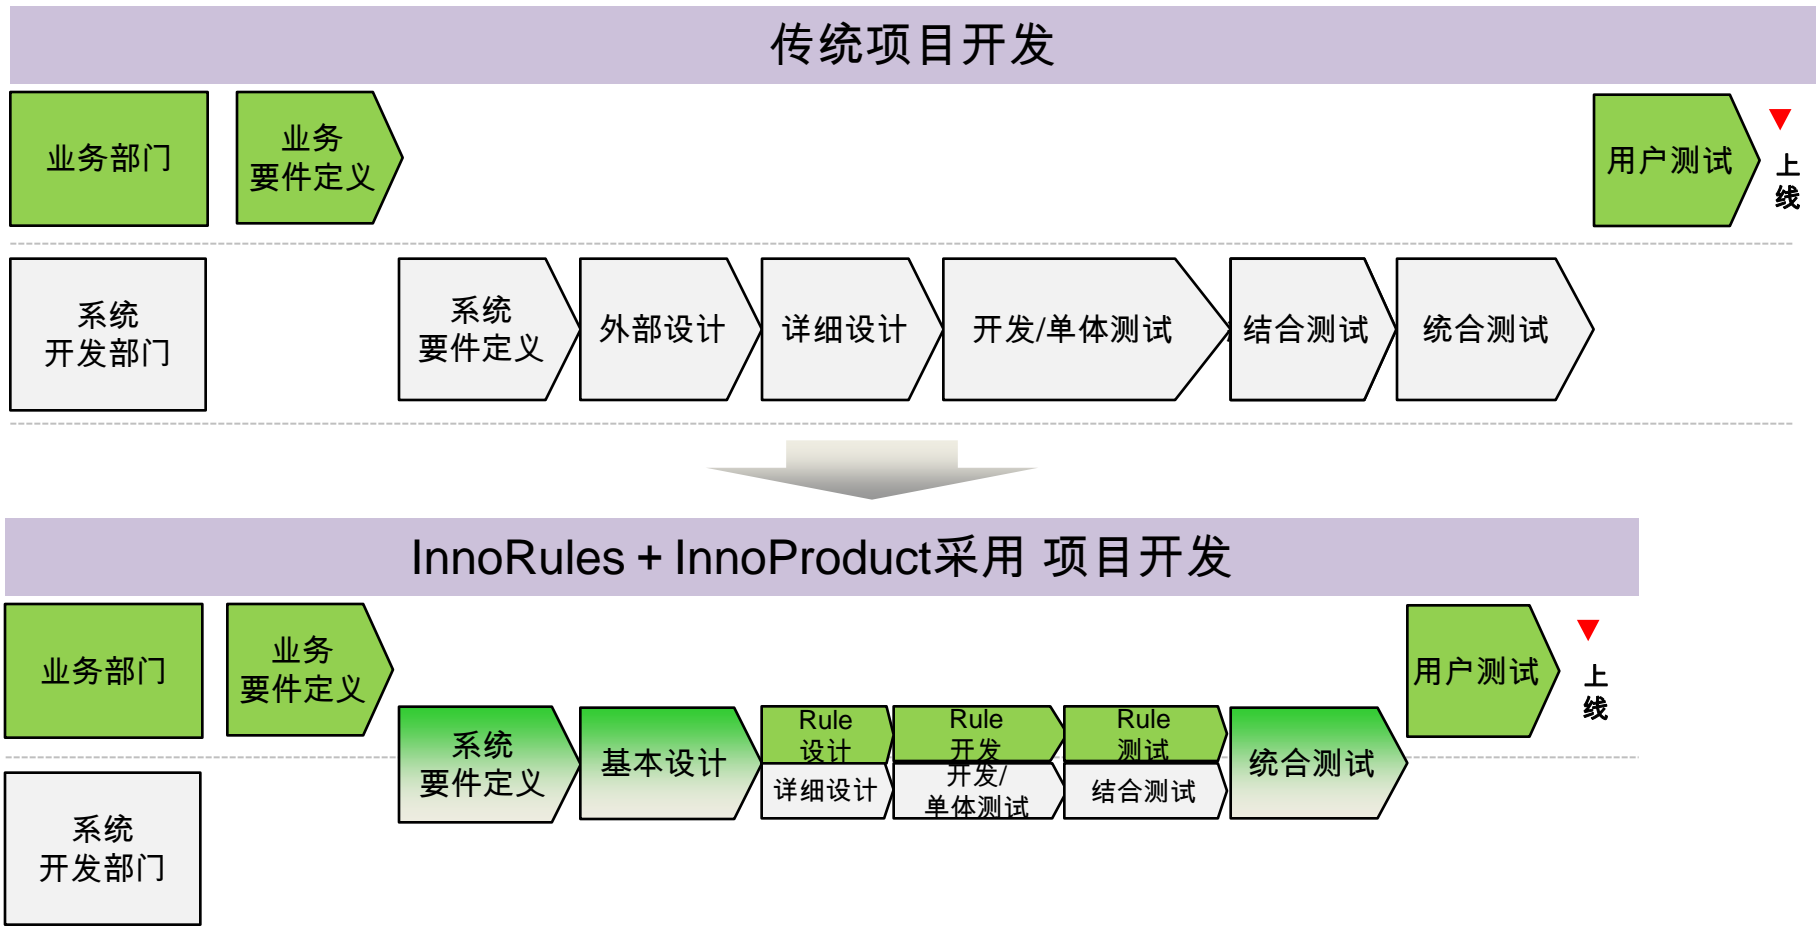 传统项目开发
业务部门
业务
要件定义
用户测试
上
线
系统
开发部门
系统
要件定义
外部设计
详细设计
开发/单体测试
结合测试
统合测试
InnoRules + InnoProduct采用 项目开发
业务部门
业务
要件定义
用户测试
上
线
系统
要件定义
基本设计
Rule
设计
Rule
开发
Rule
测试
详细设计
开发/
单体测试
结合测试
统合测试
系统
开发部门